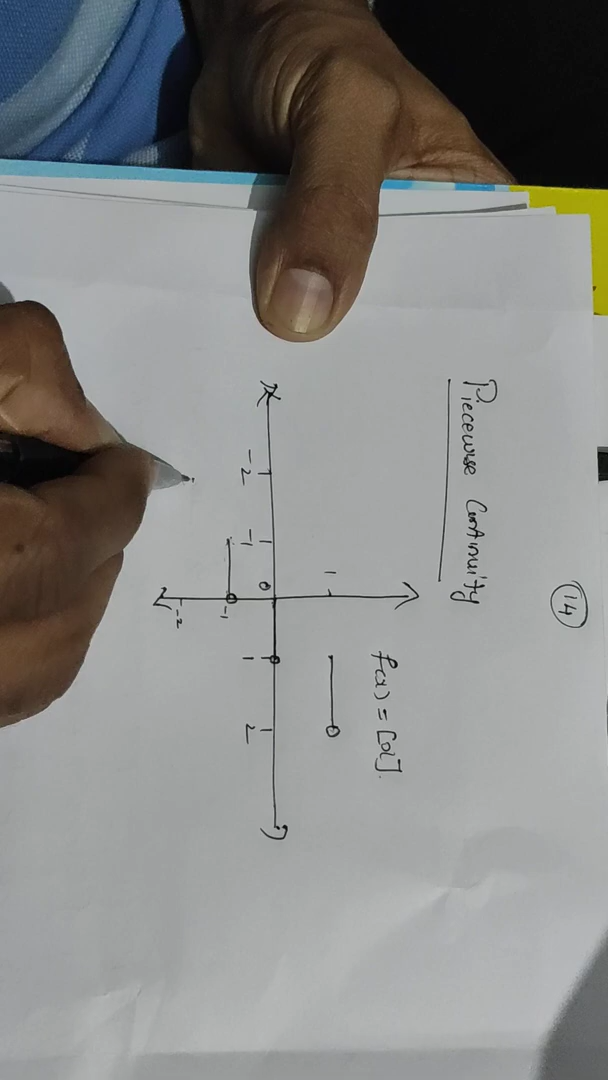 14
Piecewise Continuity
f(x) = [x].
1
-2 -1 0 1 2
-1
-2